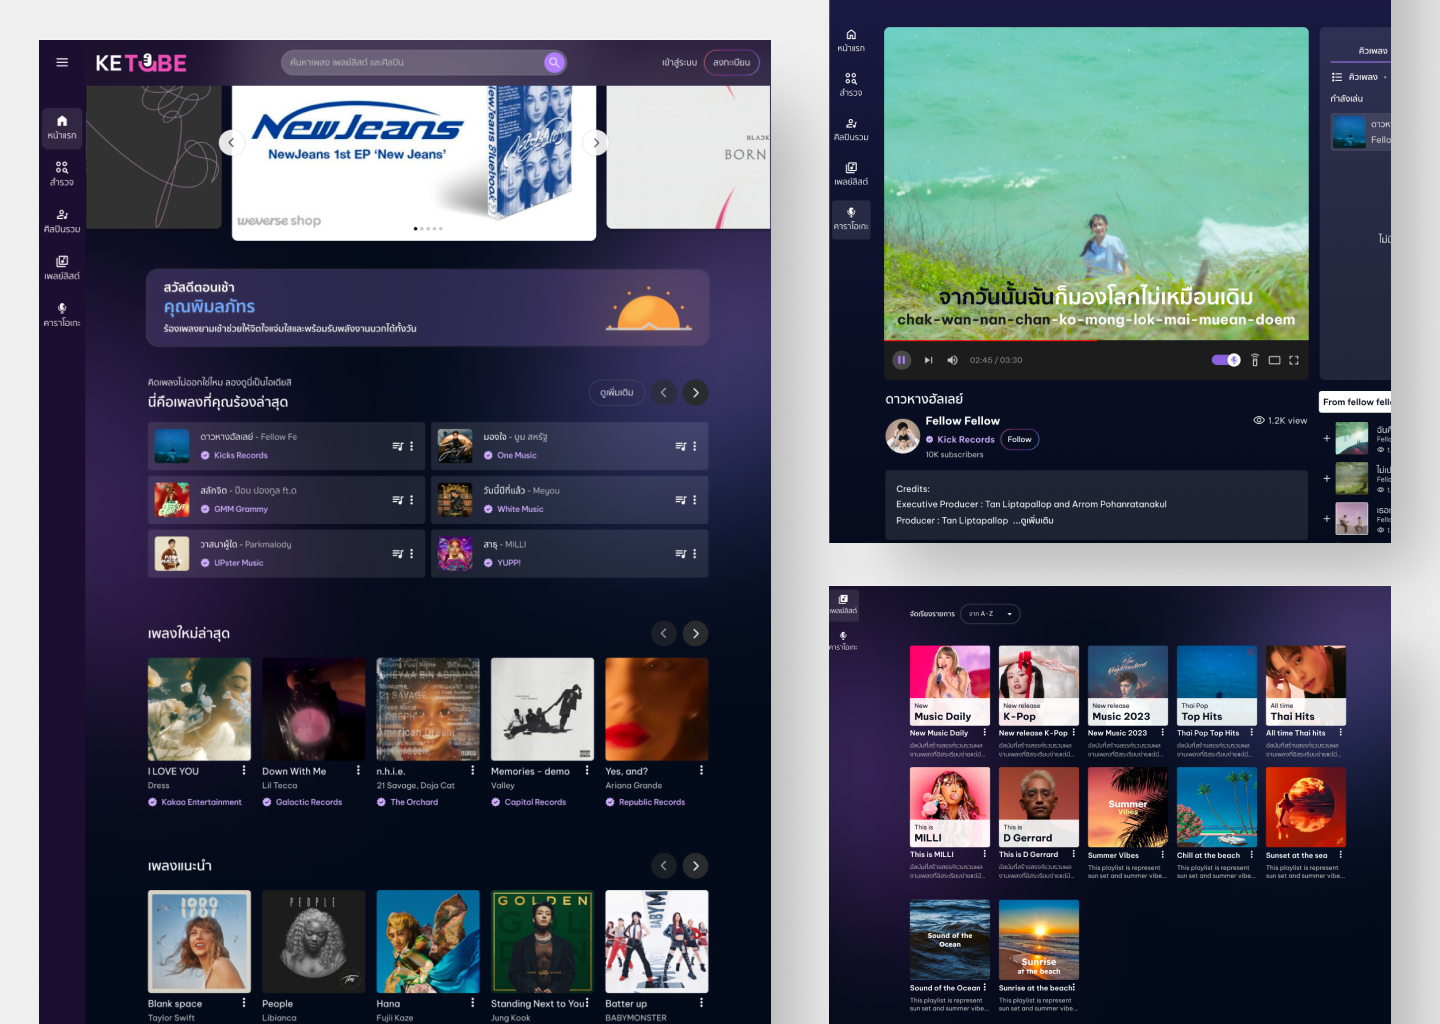 KETUBE
ค้นหาเพลง เพลย์ลิสต์ และศิลปิน
เข้าสู่ระบบ
ลงทะเบียน
หน้าแรก
สำรวจ
ศิลปินรวม
เพลย์ลิสต์
คาราโอเกะ
NewJeans
NewJeans 1st EP ‘New Jeans’
weverse shop
NewJeans Bluebook
BLACK
BORN
สวัสดีตอนเช้า
คุณพิมลภัทร
ร้องเพลงยามเช้าช่วยให้จิตใจแจ่มใสและพร้อมรับพลังงานบวกได้ทั้งวัน
คิดเพลงไม่ออกใช่ไหม ลองดูนี่เป็นไอเดียสิ
นี่คือเพลงที่คุณร้องล่าสุด
ดูเพิ่มเติม
ดาวหางฮัลเลย์ - Fellow Fe
Kicks Records
มองใจ - บูม สหรัฐ
One Music
สลักจิต - ป๊อบ ปองกูล ft.ด
GMM Grammy
วันนี้ปีที่แล้ว - Meyou
White Music
วาสนาผู้ใด - Parkmalody
UPster Music
สาธุ - MILLI
YUPP!
เพลงใหม่ล่าสุด
I LOVE YOU
Dress
Kakao Entertainment
Down With Me
Lil Tecca
Galactic Records
n.h.i.e.
21 Savage, Doja Cat
The Orchard
Memories - demo
Valley
Capitol Records
Yes, and?
Ariana Grande
Republic Records
เพลงแนะนำ
1989
PEOPLE
GOLDEN
BABYMON
Blank space
Taylor Swift
People
Libianca
Hana
Fujii Kaze
Standing Next to You
Jung Kook
Batter up
BABYMONSTER
หน้าแรก
สำรวจ
ศิลปินรวม
เพลย์ลิสต์
คาราโอเกะ
จากวันนั้นฉันก็มองโลกไม่เหมือนเดิม
chak-wan-nan-chan-ko-mong-lok-mai-muean-doem
02:45 / 03:30
ดาวหางฮัลเลย์
Fellow Fellow
Kick Records
Follow
10K subscribers
1.2K view
Credits:
Executive Producer : Tan Liptapallop and Arrom Pohanratanakul
Producer : Tan Liptapallop ...ดูเพิ่มเติม
คิวเพลง
คิวเพลง ·
กำลังเล่น
ดาวห
Fello
ไม่มี
From fellow fell
ฉันก็
Fello
1.
ไม่เป
Fello
1.
เธอเ
Fello
1.
เพลย์ลิสต์
คาราโอเกะ
จัดเรียงรายการ
จาก A-Z
New
Music Daily
New Music Daily
New release
K-Pop
New release K-Pop
New release
Music 2023
New Music 2023
Thai Pop
Top Hits
Thai Pop Top Hits
All time
Thai Hits
All time Thai hits
This is
MILLI
This is MILLI
This is
D Gerrard
This is D Gerrard
Summer
Vibes
Summer Vibes
This playlist is represent
sun set and summer vibe...
Chill at the beach
This playlist is represent
sun set and summer vibe...
Sunset at the sea
This playlist is represent
sun set and summer vibe...
Sound of the
Ocean
Sound of the Ocean
This playlist is represent
sun set and summer vibe...
Sunrise
at the beach
Sunrise at the beach
This playlist is represent
sun set and summer vibe...